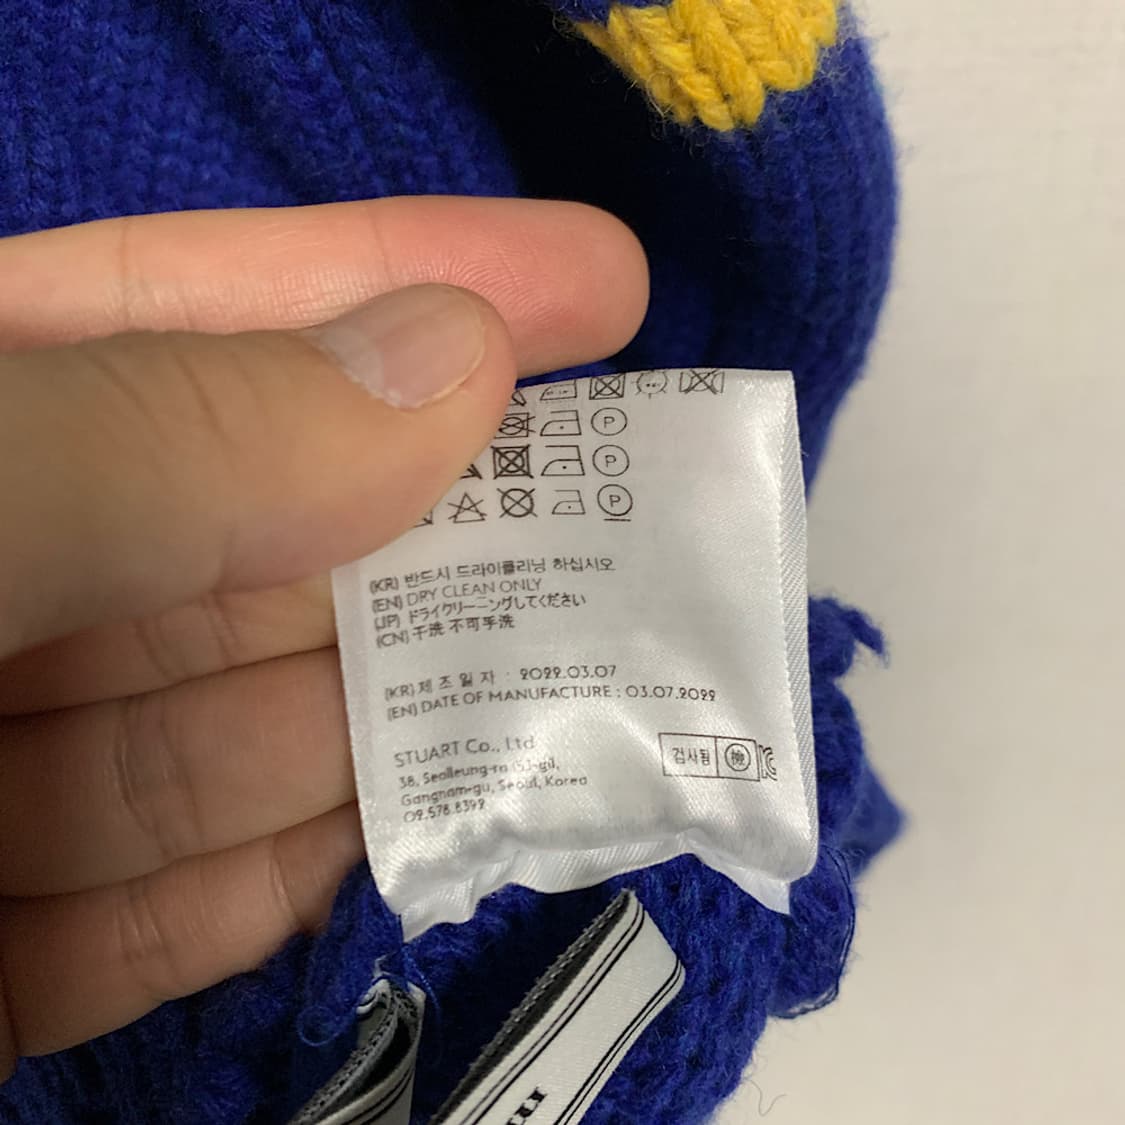 P
P
P
(KR) 반드시 드라이클리닝 하십시오
(EN) DRY CLEAN ONLY
(JP) ドライクリーニングしてください
(CN) 干洗 不可手洗
(KR) 제 조 일 자 : 2022.03.07
(EN) DATE OF MANUFACTURE : 03.07.2022
STUART Co., Ltd
38, Seolleung-ro
Gangnam-gu, Seoul, Korea
02.578.8392
검사필 檢